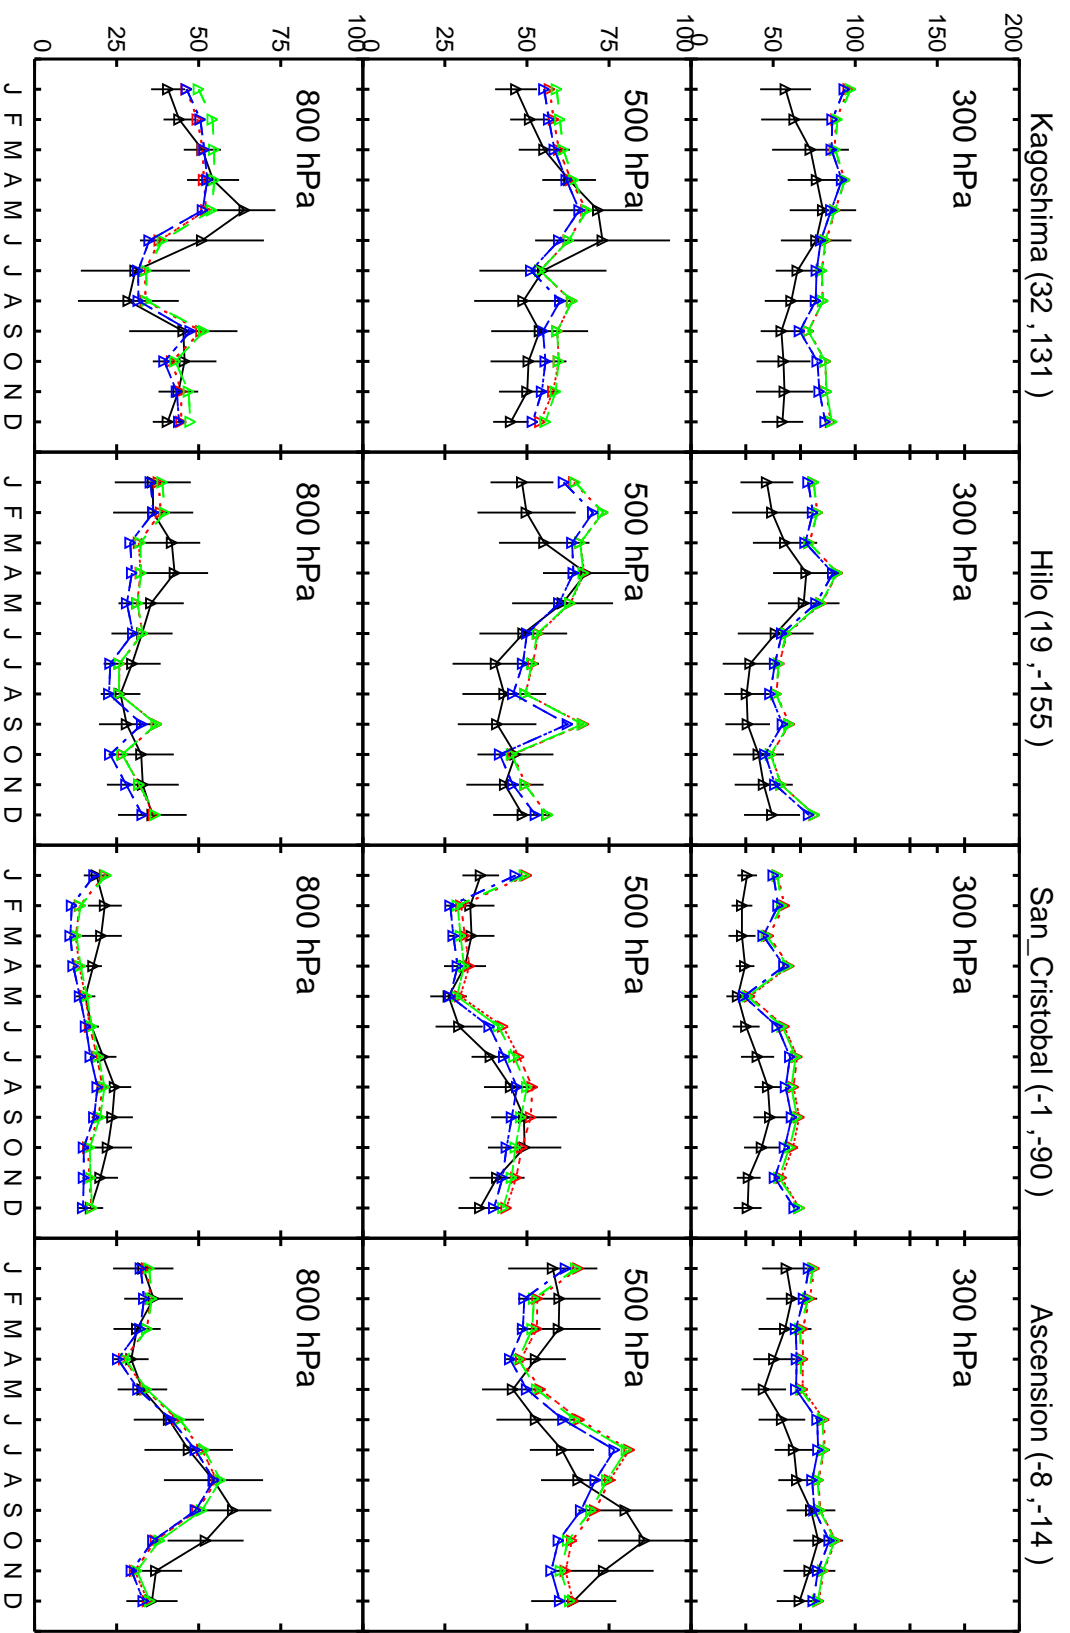 Kagoshima (32 ,131 )
Hilo (19 ,-155 )
San_Cristobal (-1 ,-90 )
Ascension (-8 ,-14 )
200
100
50
0
300 hPa
300 hPa
300 hPa
300 hPa
100
75
50
25
0
500 hPa
500 hPa
500 hPa
500 hPa
100
75
50
25
0
800 hPa
800 hPa
800 hPa
800 hPa
J F M A M J J A S O N D
J F M A M J J A S O N D
J F M A M J J A S O N D
J F M A M J J A S O N D